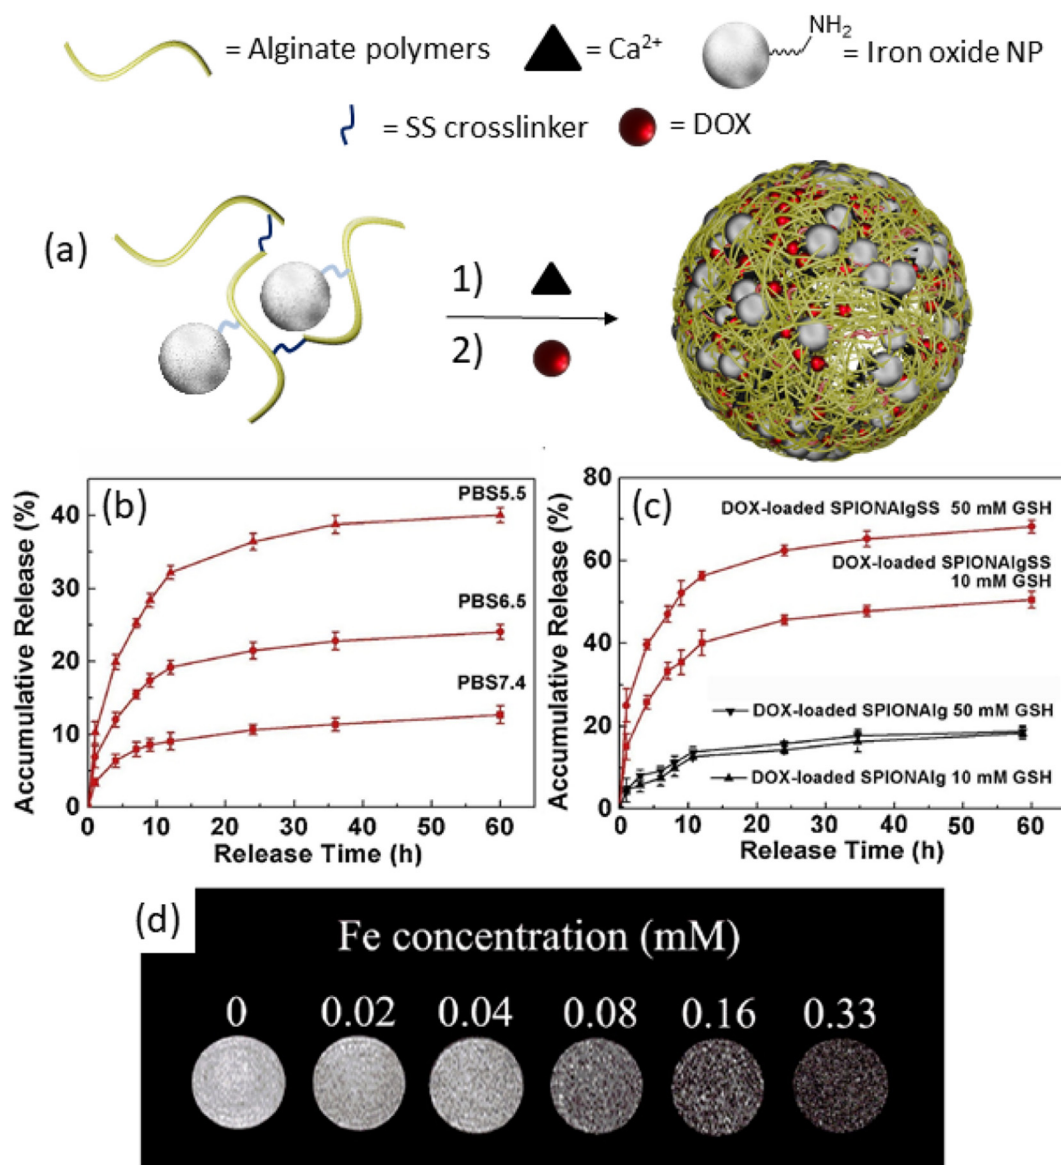 = Alginate polymers
= Ca²⁺
NH₂
= Iron oxide NP
= SS crosslinker
= DOX
(a)
1)
2)
(b)
Accumulative Release (%)
40
30
20
10
0
PBS5.5
PBS6.5
PBS7.4
0 10 20 30 40 50 60
Release Time (h)
(c)
Accumulative Release (%)
80
60
40
20
0
DOX-loaded SPIONAlgSS 50 mM GSH
DOX-loaded SPIONAlgSS
10 mM GSH
DOX-loaded SPIONAlg 50 mM GSH
DOX-loaded SPIONAlg 10 mM GSH
0 10 20 30 40 50 60
Release Time (h)
(d)
Fe concentration (mM)
0 0.02 0.04 0.08 0.16 0.33